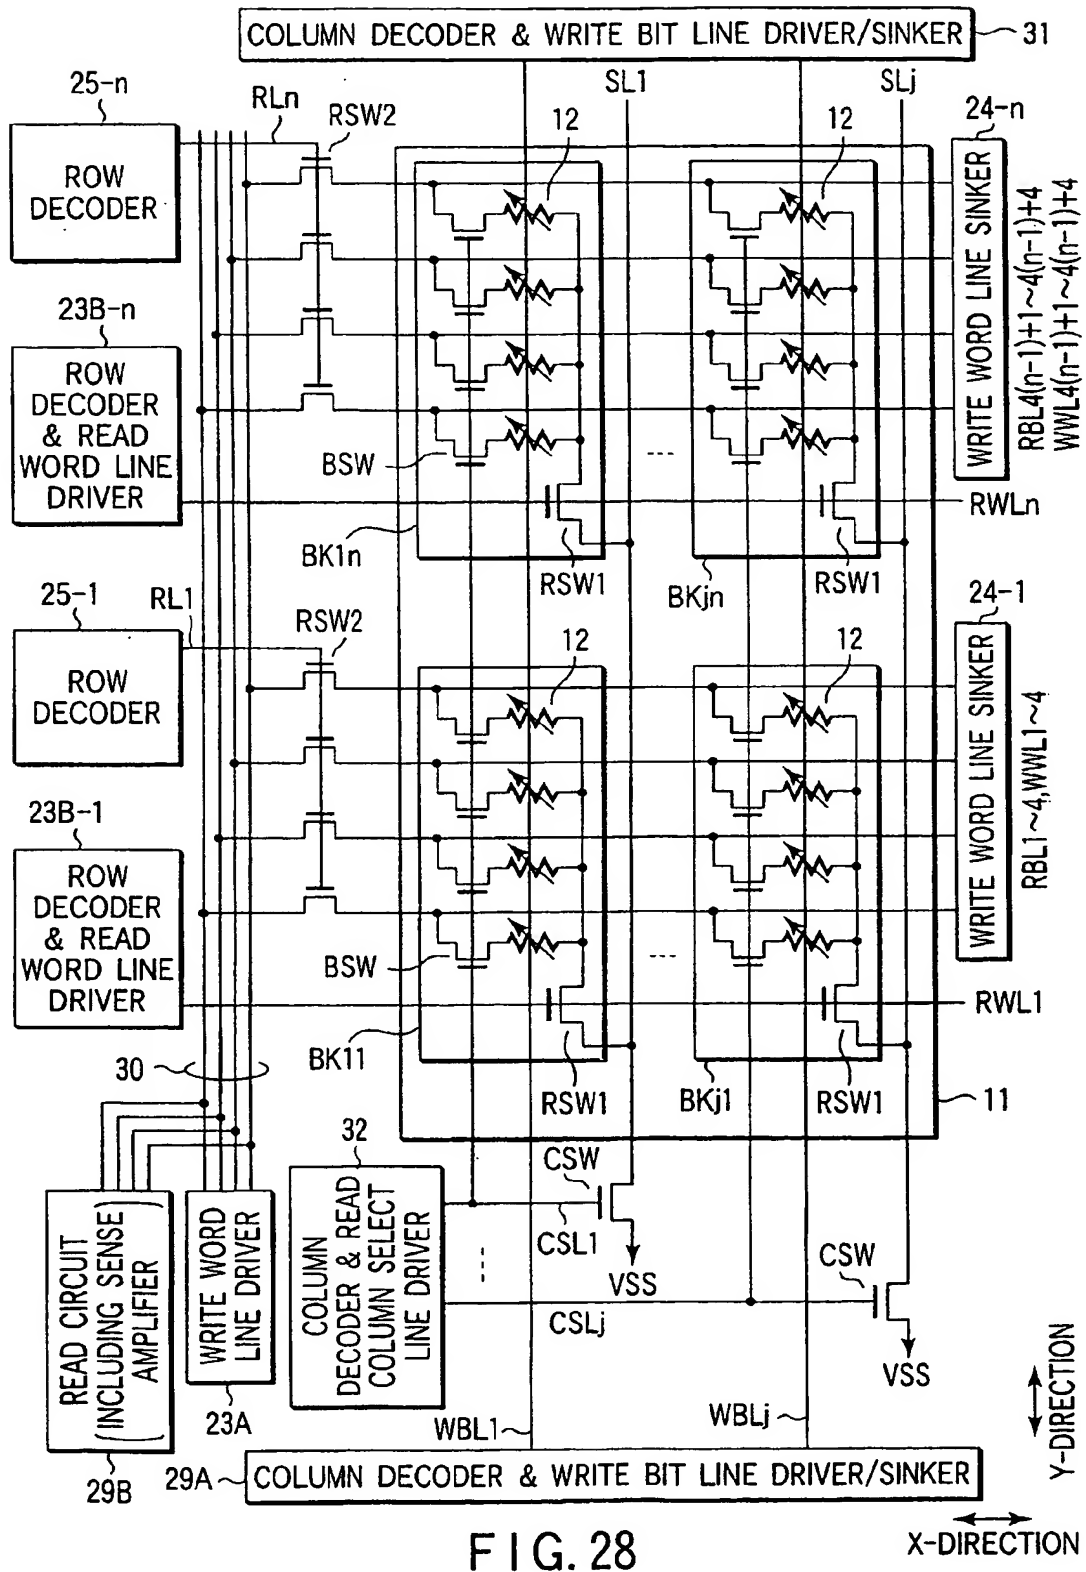 COLUMN DECODER & WRITE BIT LINE DRIVER/SINKER
31
25-n
RLn
RSW2
SL1
SLj
24-n
ROW
DECODER
12
12
WRITE WORD LINE SINKER
RBL4(n-1)+1~4(n-1)+4
WWL4(n-1)+1~4(n-1)+4
23B-n
ROW
DECODER
& READ
WORD LINE
DRIVER
BSW
RWLn
BK1n
RSW1
BKjn
RSW1
25-1
RL1
RSW2
12
12
24-1
ROW
DECODER
WRITE WORD LINE SINKER
RBL1~4,WWL1~4
23B-1
ROW
DECODER
& READ
WORD LINE
DRIVER
BSW
RWL1
BK11
RSW1
BKj1
RSW1
11
30
32
CSW
CSL1
VSS
READ CIRCUIT
(INCLUDING SENSE
AMPLIFIER)
WRITE WORD
LINE DRIVER
COLUMN
DECODER & READ
COLUMN SELECT
LINE DRIVER
CSW
CSLj
VSS
23A
29B
WBL1
WBLj
29A
COLUMN DECODER & WRITE BIT LINE DRIVER/SINKER
Y-DIRECTION
X-DIRECTION
FIG. 28